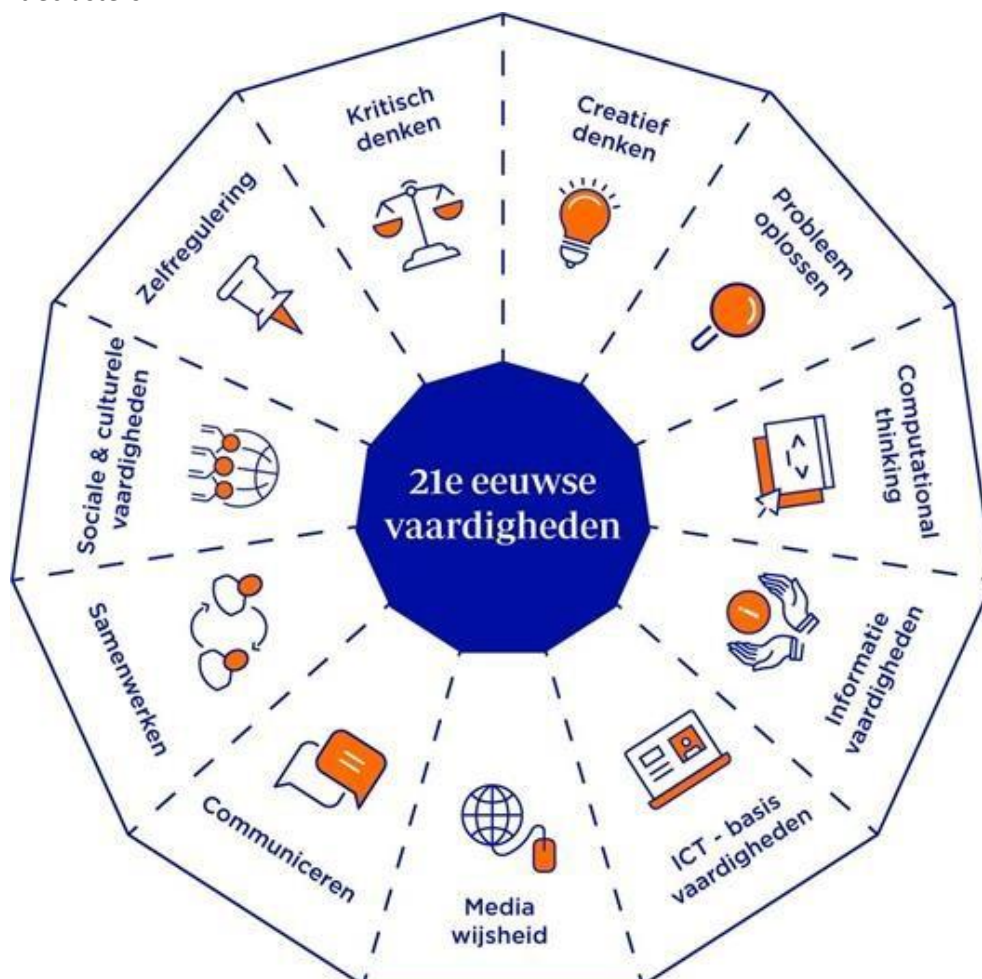 Kritisch
denken
Creatief
denken
Probleem
oplossen
Computational
thinking
Informatie
vaardigheden
ICT - basis
vaardigheden
Media
wijsheid
Communiceren
Samenwerken
Sociale & culturele
vaardigheden
Zelfregulering
21e eeuwse
vaardigheden